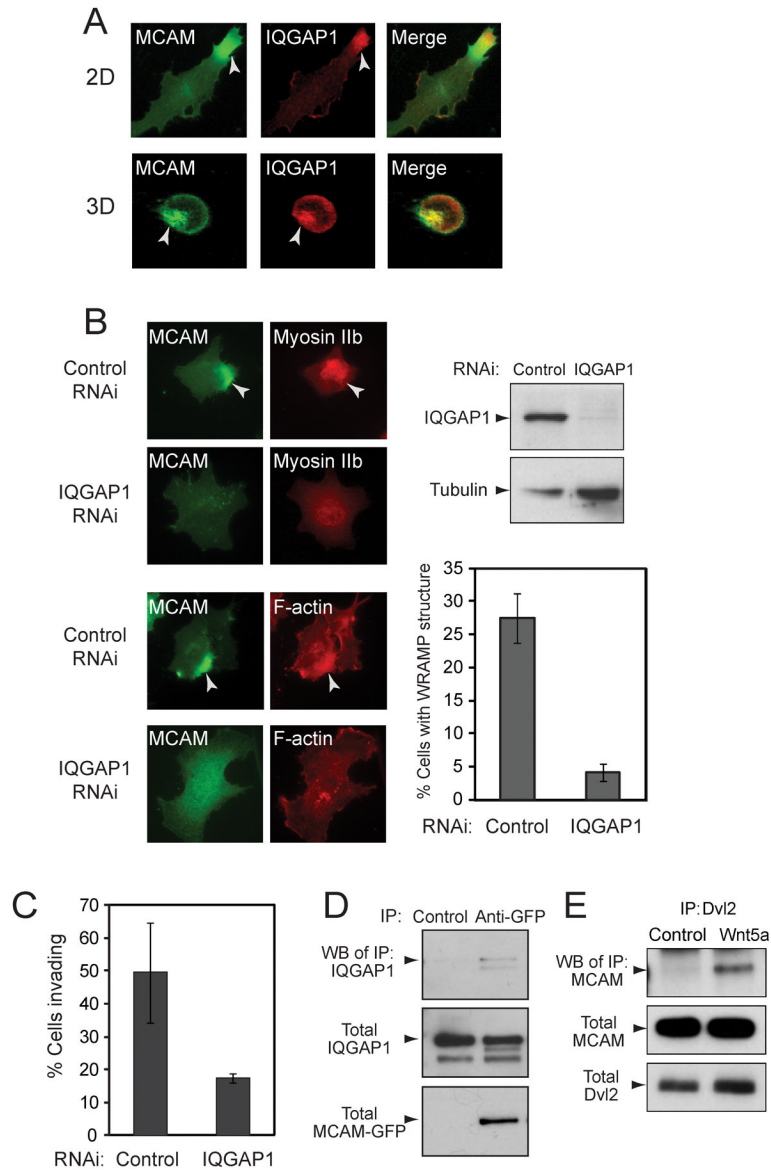 A
MCAM IQGAP1 Merge
2D
MCAM IQGAP1 Merge
3D
B
MCAM Myosin IIb
Control
RNAi
MCAM Myosin IIb
IQGAP1
RNAi
MCAM F-actin
Control
RNAi
MCAM F-actin
IQGAP1
RNAi
RNAi: Control IQGAP1
IQGAP1
Tubulin
% Cells with WRAMP structure
35
30
25
20
15
10
5
0
RNAi: Control IQGAP1
C
% Cells invading
70
60
50
40
30
20
10
0
RNAi: Control IQGAP1
D
IP: Control Anti-GFP
WB of IP:
IQGAP1
Total
IQGAP1
Total
MCAM-GFP
E
IP: Dvl2
Control Wnt5a
WB of IP:
MCAM
Total
MCAM
Total
Dvl2